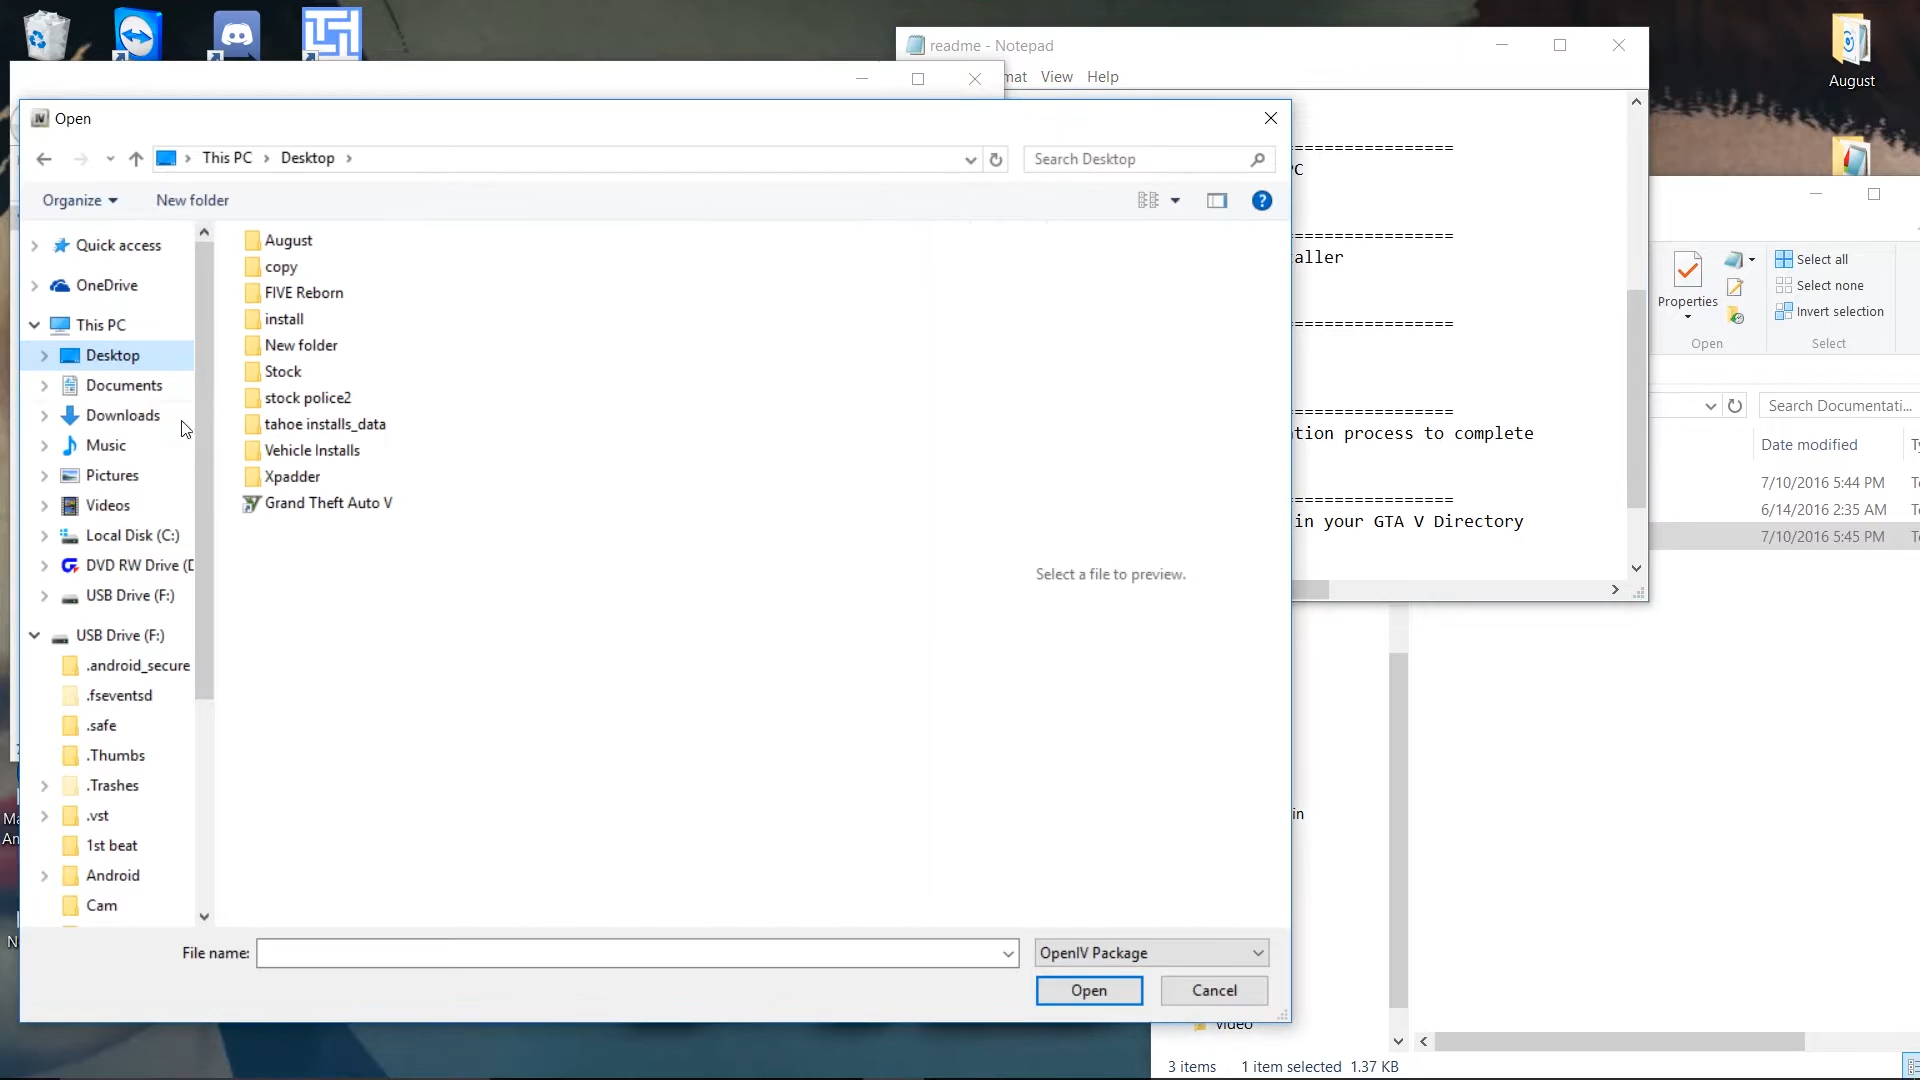 readme - Notepad
August
mat View Help
Open
This PC
Desktop
Search Desktop
================
PC
Organize
New folder
August
copy
FIVE Reborn
install
New folder
Stock
stock police2
tahoe installs_data
Vehicle Installs
Xpadder
Grand Theft Auto V
Quick access
OneDrive
This PC
Desktop
Documents
Downloads
Music
Pictures
Videos
Local Disk (C:)
DVD RW Drive (D
USB Drive (F:)
USB Drive (F:)
.android_secure
.fseventsd
.safe
.Thumbs
.Trashes
.vst
1st beat
Android
Cam
Select a file to preview.
File name:
OpenIV Package
Open
Cancel
================
aller
================
================
ation process to complete
================
in your GTA V Directory
Properties
Select all
Select none
Invert selection
Open
Select
Search Documentati...
Date modified
7/10/2016 5:44 PM
6/14/2016 2:35 AM
7/10/2016 5:45 PM
in
Video
3 items
1 item selected 1.37 KB